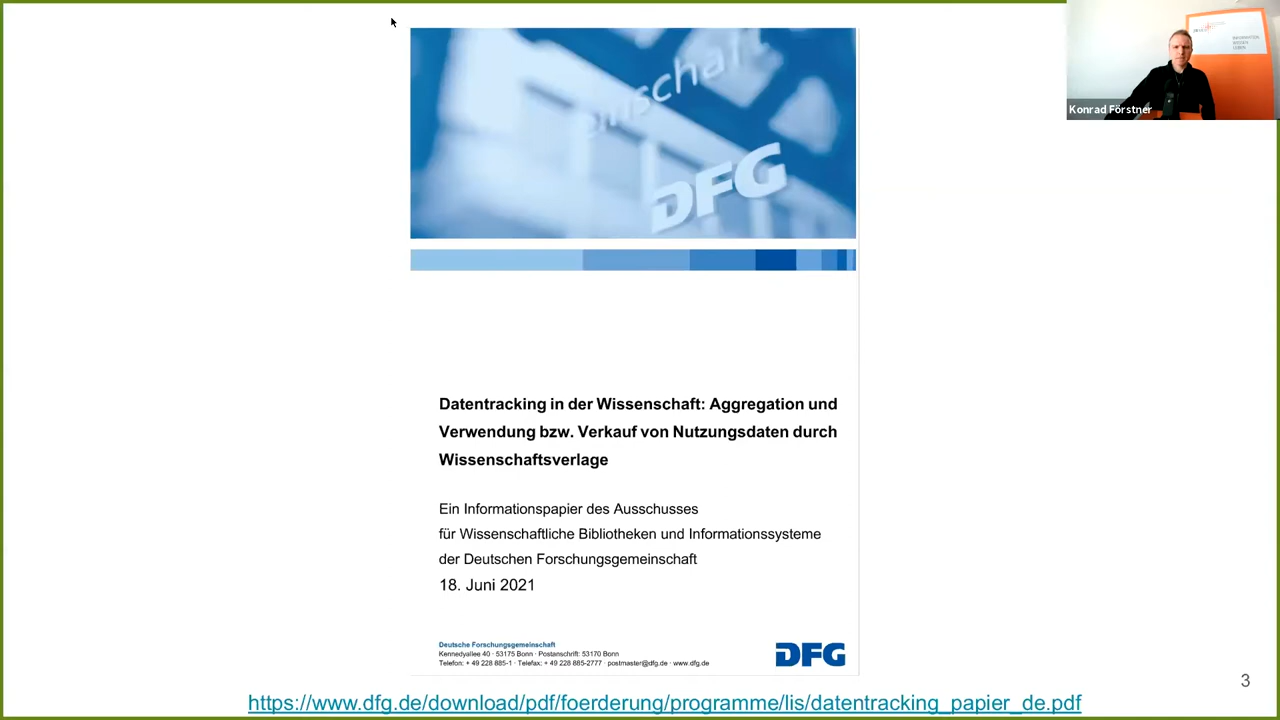 Konrad Förstner
DFG
Datentracking in der Wissenschaft: Aggregation und
Verwendung bzw. Verkauf von Nutzungsdaten durch
Wissenschaftsverlage
Ein Informationspapier des Ausschusses
für Wissenschaftliche Bibliotheken und Informationssysteme
der Deutschen Forschungsgemeinschaft
18. Juni 2021
Deutsche Forschungsgemeinschaft
Kennedyallee 40 · 53175 Bonn · Postanschrift: 53170 Bonn
Telefon: + 49 228 885-1 · Telefax: + 49 228 885-2777 · postmaster@dfg.de · www.dfg.de
DFG
3
https://www.dfg.de/download/pdf/foerderung/programme/lis/datentracking_papier_de.pdf